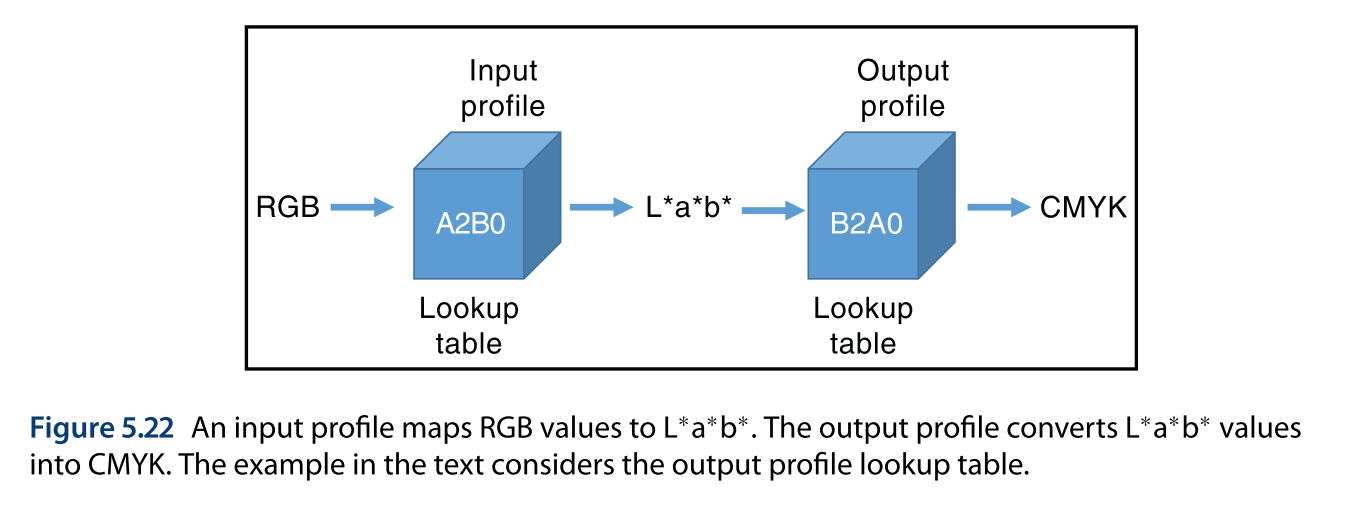 Input
profile
Output
profile
RGB
A2B0
L*a*b*
B2A0
CMYK
Lookup
table
Lookup
table
Figure 5.22 An input profile maps RGB values to L*a*b*. The output profile converts L*a*b* values
into CMYK. The example in the text considers the output profile lookup table.